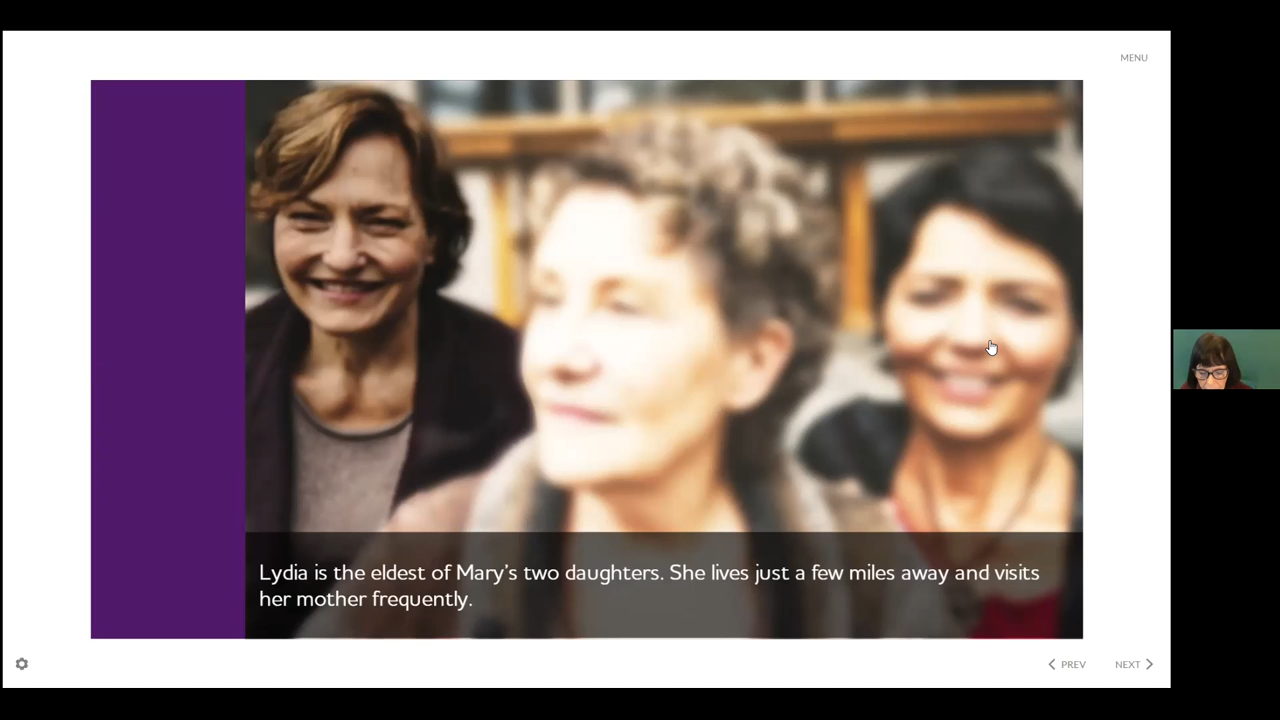 MENU
Lydia is the eldest of Mary's two daughters. She lives just a few miles away and visits
her mother frequently.
PREV
NEXT